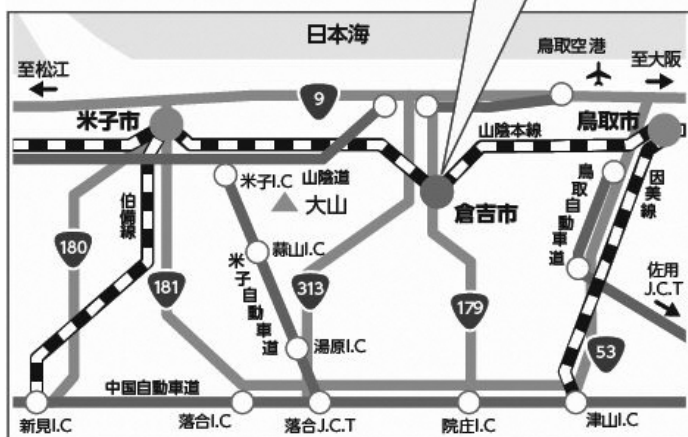 日本海
鳥取空港
至松江
至大阪
9
米子市
山陰本線
鳥取市
米子I.C
山陰道
大山
倉吉市
鳥取自動車道
因美線
伯備線
180
181
蒜山I.C
米子自動車道
313
179
佐用
J.C.T
湯原I.C
53
中国自動車道
新見I.C
落合I.C
落合J.C.T
院庄I.C
津山I.C